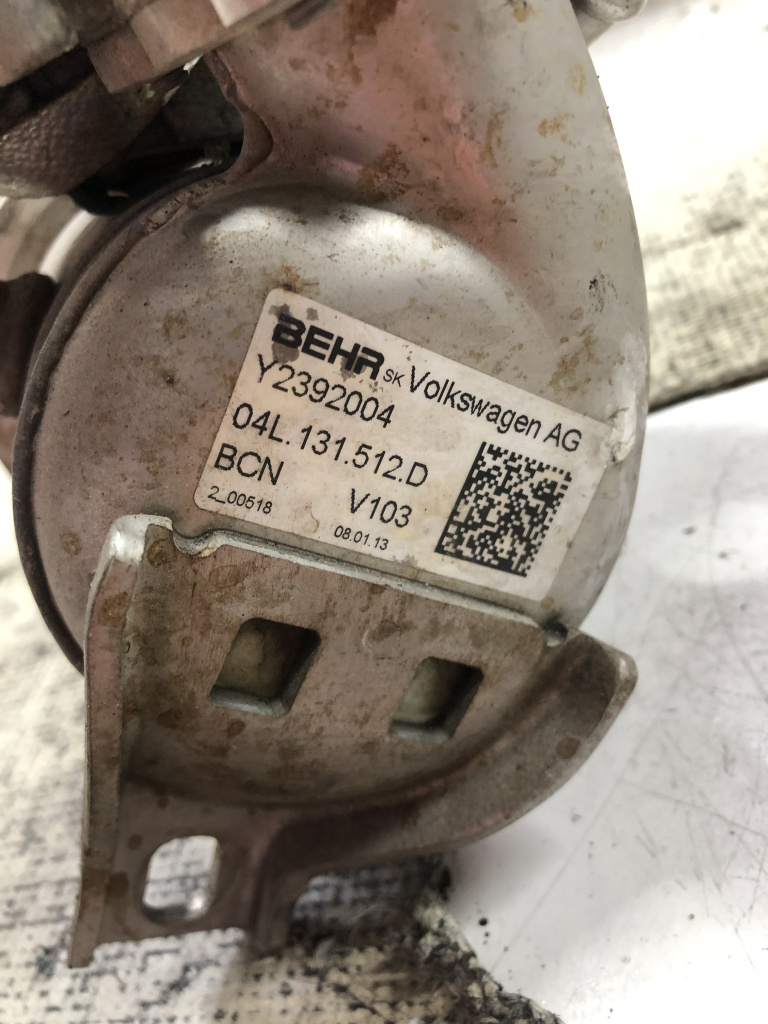 BEHR SK Volkswagen AG
Y2392004
04L.131.512.D
BCN V103
2_00518 08.01.13